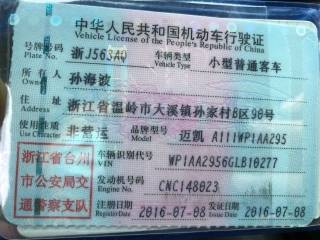 中华人民共和国机动车行驶证
Vehicle License of the People's Republic of China
号牌号码 浙J563AQ 车辆类型 小型普通客车
Plate No. Vehicle Type
所有人 孙海波
Owner
住址 浙江省温岭市大溪镇孙家村B区90号
Address
使用性质 非营运 品牌型号 迈凯 A111WP1AA295
Use Character Model
浙江省台州
市公安局交
通警察支队
车辆识别代号 WP1AA2956GLB10277
VIN
发动机号码 CNC148023
Engine No.
注册日期 2016-07-08 发证日期 2016-07-08
Register Date Issue Date